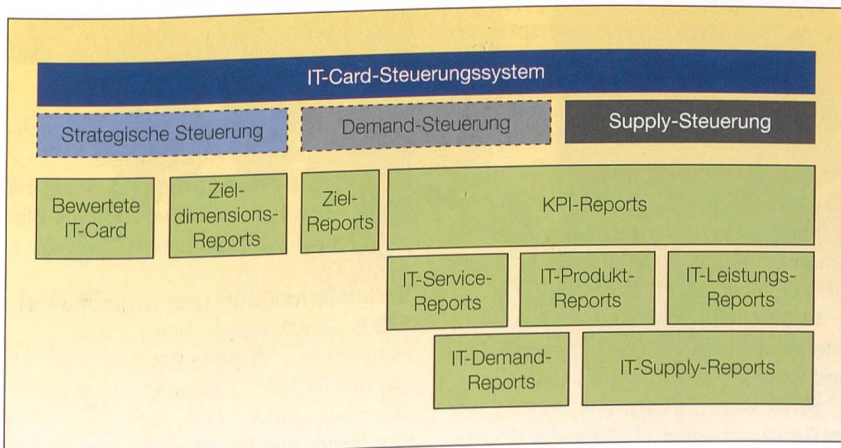 IT-Card-Steuerungssystem
Strategische Steuerung
Demand-Steuerung
Supply-Steuerung
Bewertete
IT-Card
Ziel-
dimensions-
Reports
Ziel-
Reports
KPI-Reports
IT-Service-
Reports
IT-Produkt-
Reports
IT-Leistungs-
Reports
IT-Demand-
Reports
IT-Supply-Reports